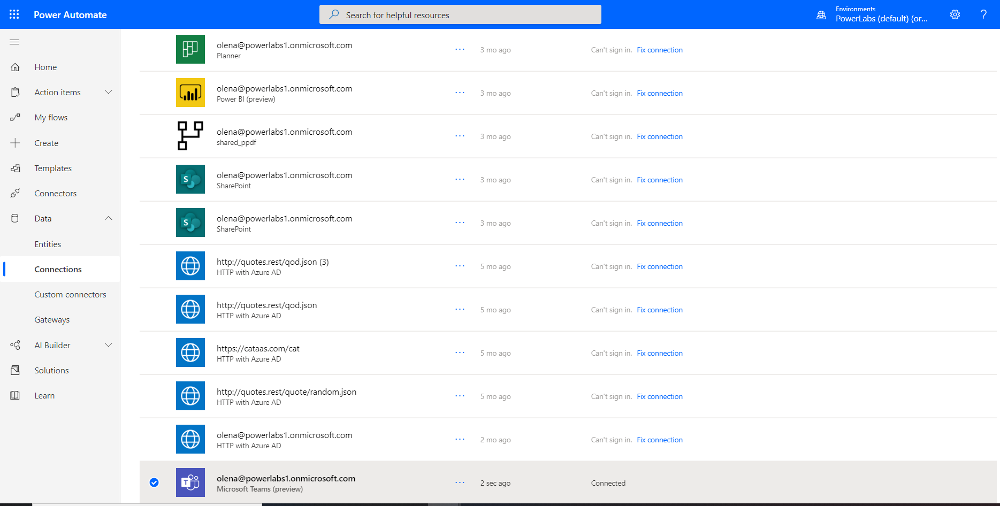 Power Automate
Search for helpful resources
Environments
PowerLabs (default) (or...
?
Home
Action items
My flows
Create
Templates
Connectors
Data
Entities
Connections
Custom connectors
Gateways
AI Builder
Solutions
Learn
olena@powerlabs1.onmicrosoft.com
Planner
... 3 mo ago Can't sign in. Fix connection
olena@powerlabs1.onmicrosoft.com
Power BI (preview)
... 3 mo ago Can't sign in. Fix connection
olena@powerlabs1.onmicrosoft.com
shared_ppdf
... 3 mo ago Can't sign in. Fix connection
S
olena@powerlabs1.onmicrosoft.com
SharePoint
... 3 mo ago Can't sign in. Fix connection
S
olena@powerlabs1.onmicrosoft.com
SharePoint
... 3 mo ago Can't sign in. Fix connection
http://quotes.rest/qod.json (3)
HTTP with Azure AD
... 5 mo ago Can't sign in. Fix connection
http://quotes.rest/qod.json
HTTP with Azure AD
... 5 mo ago Can't sign in. Fix connection
https://cataas.com/cat
HTTP with Azure AD
... 5 mo ago Can't sign in. Fix connection
http://quotes.rest/quote/random.json
HTTP with Azure AD
... 5 mo ago Can't sign in. Fix connection
olena@powerlabs1.onmicrosoft.com
HTTP with Azure AD
... 2 mo ago Can't sign in. Fix connection
T
olena@powerlabs1.onmicrosoft.com
Microsoft Teams (preview)
... 2 sec ago Connected